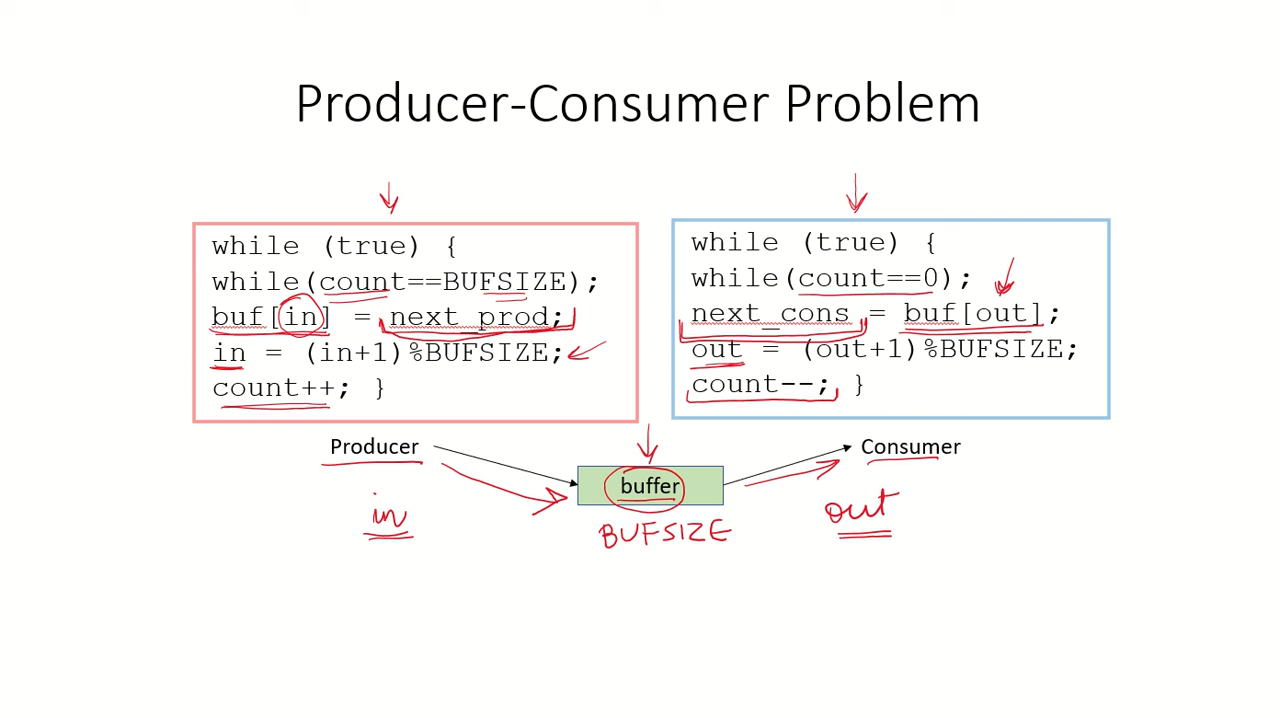 Producer-Consumer Problem
while (true) {
while(count==BUFSIZE);
buf[in] = next_prod;
in = (in+1)%BUFSIZE;
count++; }
while (true) {
while(count==0);
next_cons = buf[out];
out = (out+1)%BUFSIZE;
count--; }
Producer
buffer
Consumer
in
BUFSIZE
out